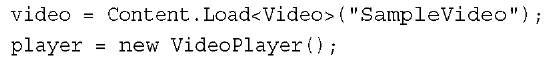 video = Content.Load<Video>("SampleVideo");
player = new VideoPlayer();